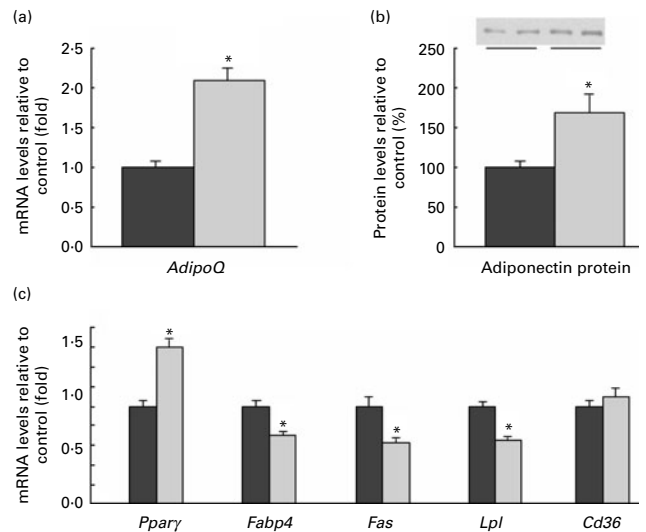 (a)
2·5
2·0
1·5
1·0
0·5
0·0
mRNA levels relative to
control (fold)
*
AdipoQ
(b)
250
200
150
100
50
0
Protein levels relative to
control (%)
*
Adiponectin protein
(c)
1·5
1·0
0·5
0·0
mRNA levels relative to
control (fold)
* * * *
Pparγ Fabp4 Fas Lpl Cd36